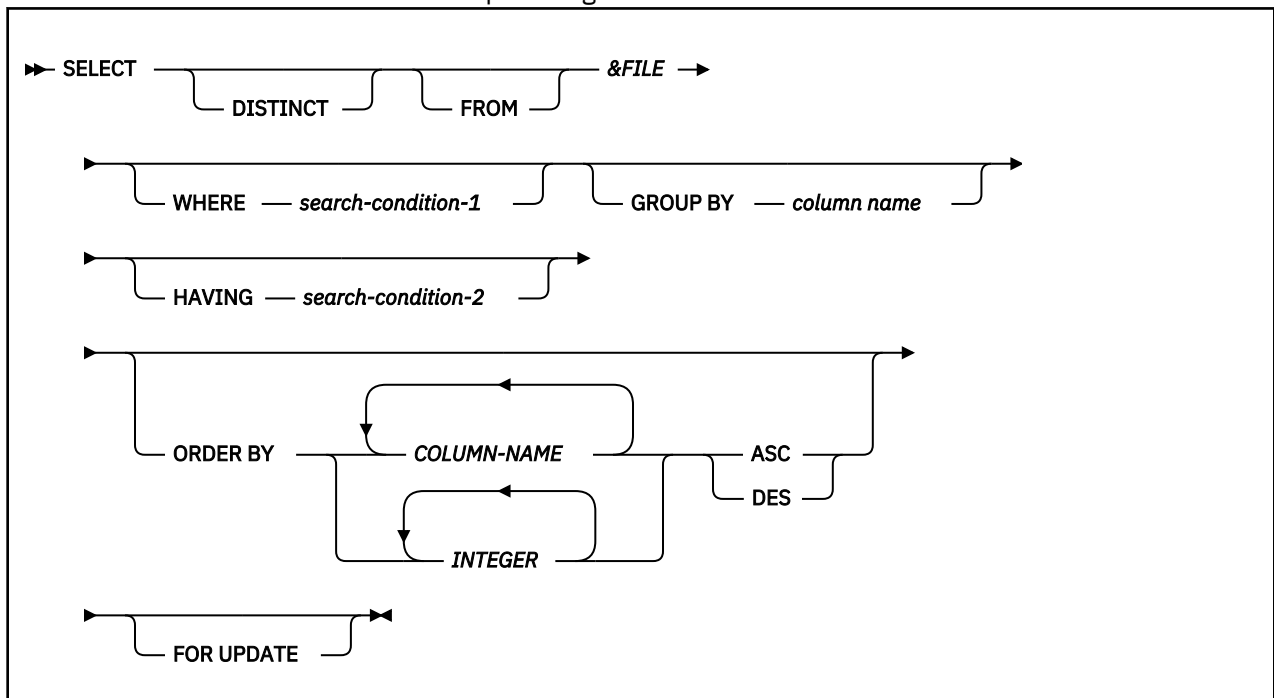 SELECT &FILE
DISTINCT FROM
WHERE search-condition-1 GROUP BY column name
HAVING search-condition-2
ORDER BY COLUMN-NAME ASC
DES
INTEGER
FOR UPDATE